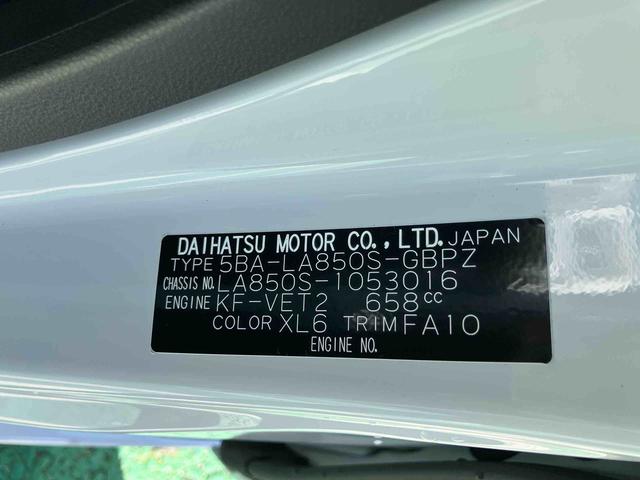 DAIHATSU MOTOR CO., LTD. JAPAN
TYPE 5BA-LA850S-GBPZ
CHASSIS NO. LA850S-1053016
ENGINE KF-VET2 658cc
COLOR XL6 TRIM FA10
ENGINE NO.